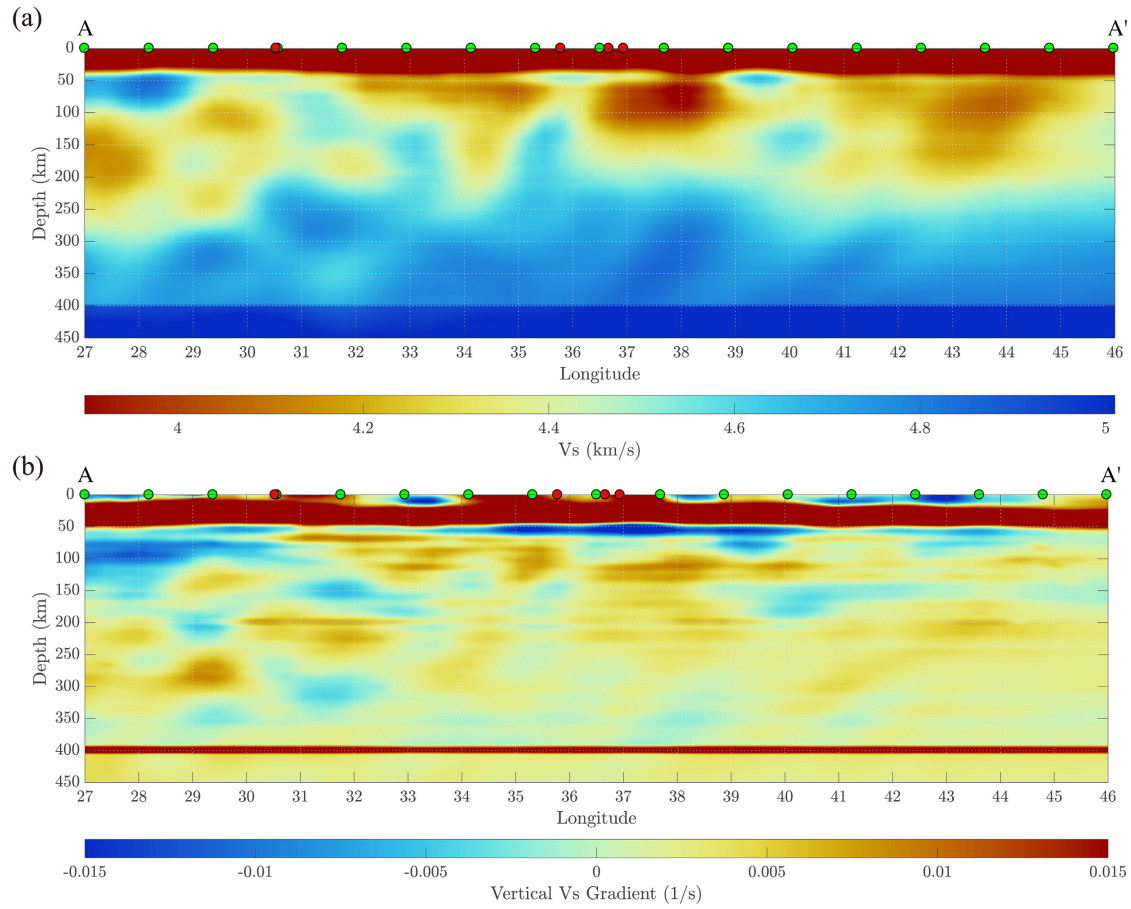 (a)
A A'
0
50
100
150
200
250
300
350
400
450
Depth (km)
27 28 29 30 31 32 33 34 35 36 37 38 39 40 41 42 43 44 45 46
Longitude
4 4.2 4.4 4.6 4.8 5
Vs (km/s)
(b)
A A'
0
50
100
150
200
250
300
350
400
450
Depth (km)
27 28 29 30 31 32 33 34 35 36 37 38 39 40 41 42 43 44 45 46
Longitude
-0.015 -0.01 -0.005 0 0.005 0.01 0.015
Vertical Vs Gradient (1/s)